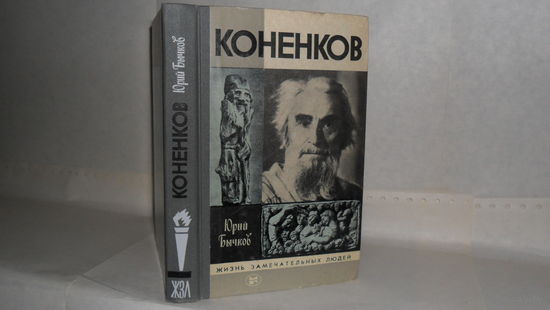 КОНЕНКОВ
Юрий
Бычков
ЖИЗНЬ ЗАМЕЧАТЕЛЬНЫХ ЛЮДЕЙ
Юрий Бычков
КОНЕНКОВ
ЖЗЛ